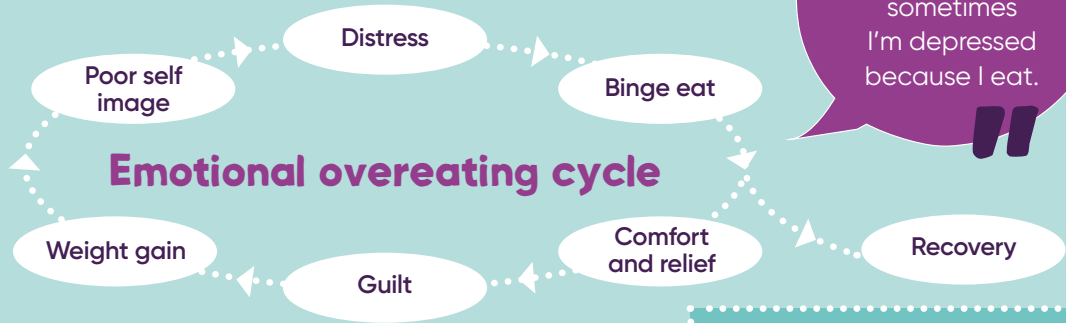 sometimes
I'm depressed
because I eat.
"
Distress
Poor self
image
Binge eat
Emotional overeating cycle
Weight gain
Guilt
Comfort
and relief
Recovery